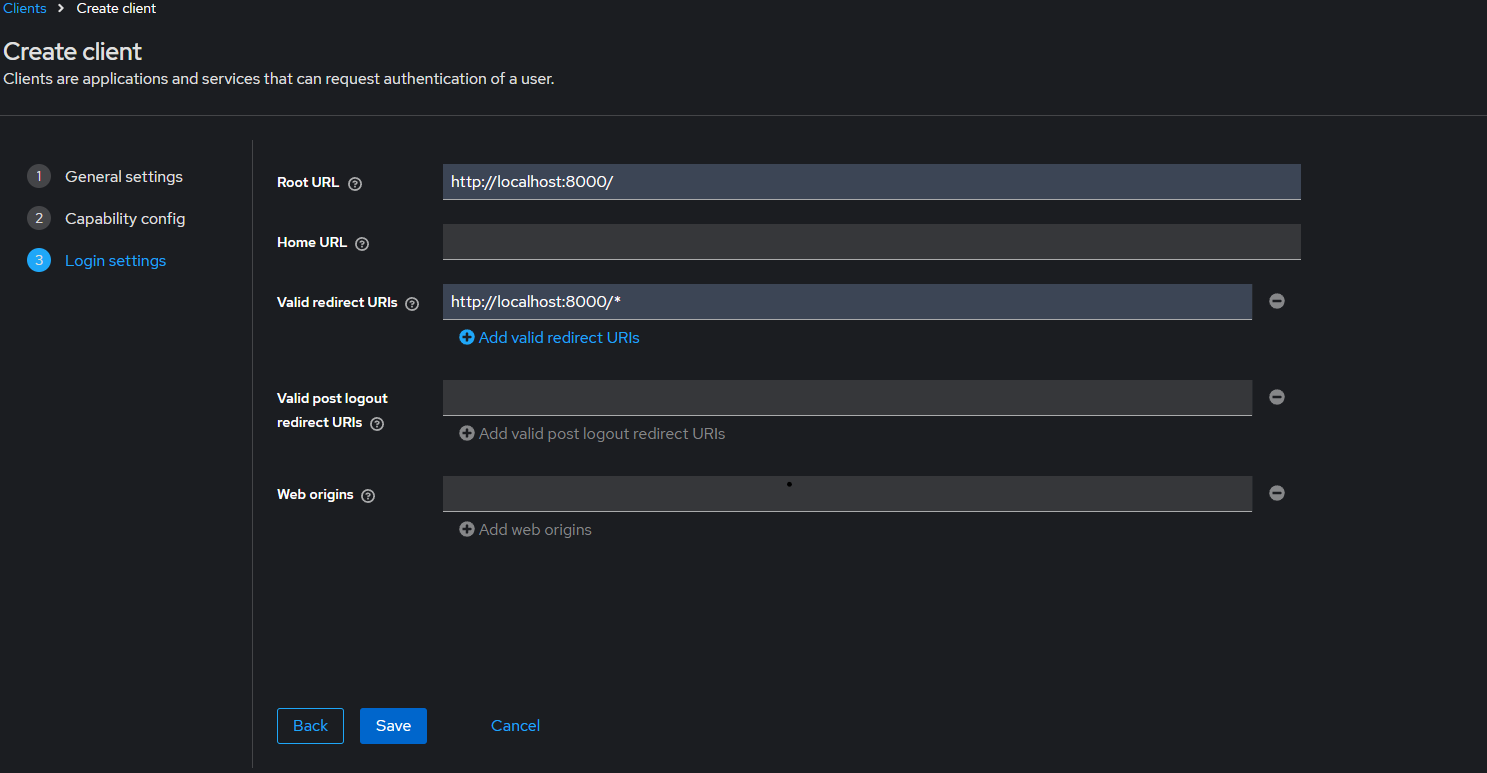 Clients > Create client
Create client
Clients are applications and services that can request authentication of a user.
1 General settings
2 Capability config
3 Login settings
Root URL ? http://localhost:8000/
Home URL ?
Valid redirect URIs ? http://localhost:8000/*
Add valid redirect URIs
Valid post logout
redirect URIs ?
Add valid post logout redirect URIs
Web origins ?
Add web origins
Back Save Cancel